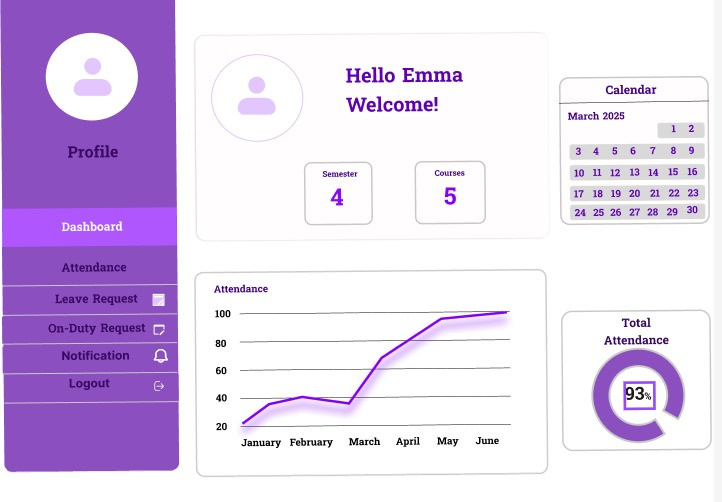 Profile
Dashboard
Attendance
Leave Request
On-Duty Request
Notification
Logout
Hello Emma
Welcome!
Semester
4
Courses
5
Calendar
March 2025
1 2
3 4 5 6 7 8 9
10 11 12 13 14 15 16
17 18 19 20 21 22 23
24 25 26 27 28 29 30
Attendance
100
80
60
40
20
January February March April May June
Total
Attendance
93%